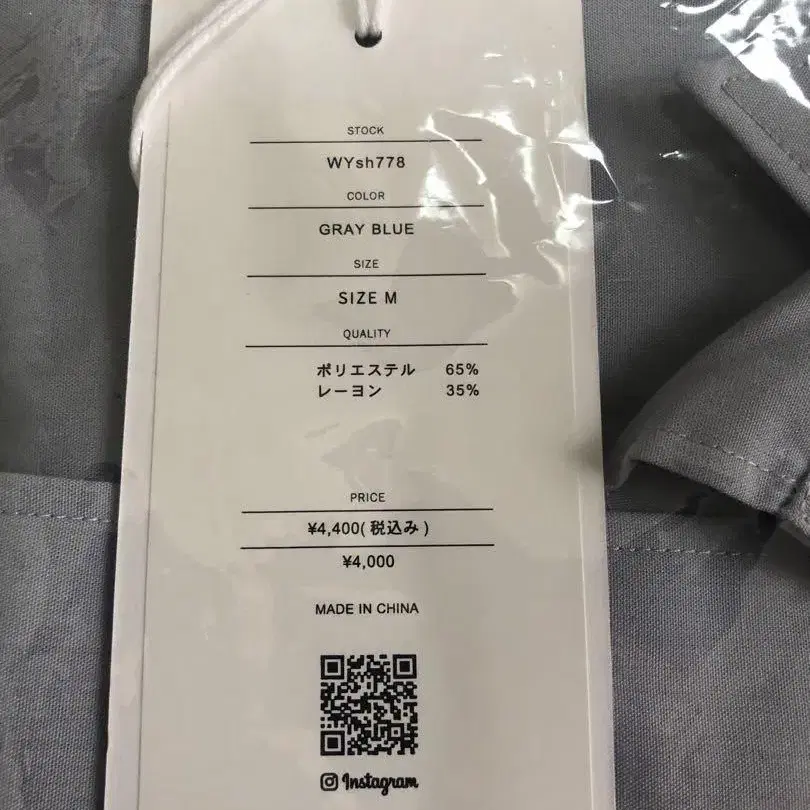 STOCK
WYsh778
COLOR
GRAY BLUE
SIZE
SIZE M
QUALITY
ポリエステル 65%
レーヨン 35%
PRICE
¥4,400(税込み)
¥4,000
MADE IN CHINA
Instagram